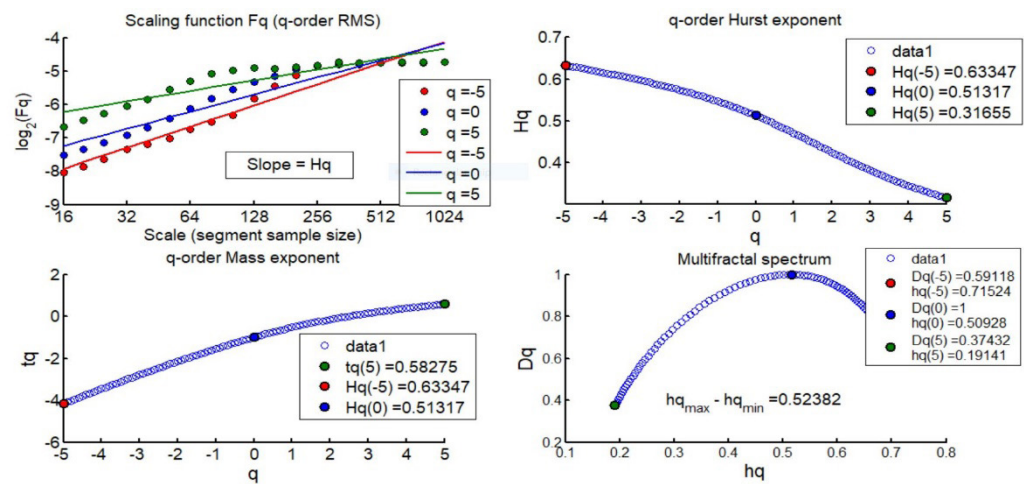 Scaling function Fq (q-order RMS)
-4
-5
-6
-7
-8
-9
log2(Fq)
q =-5
q =0
q =5
q =-5
q =0
q =5
Slope = Hq
16 32 64 128 256 512 1024
Scale (segment sample size)
q-order Hurst exponent
0.7
0.6
0.5
0.4
Hq
data1
Hq(-5) =0.63347
Hq(0) =0.51317
Hq(5) =0.31655
-5 -4 -3 -2 -1 0 1 2 3 4 5
q
q-order Mass exponent
2
0
-2
-4
-6
tq
data1
tq(5) =0.58275
Hq(-5) =0.63347
Hq(0) =0.51317
-5 -4 -3 -2 -1 0 1 2 3 4 5
q
Multifractal spectrum
1
0.8
0.6
0.4
0.2
Dq
data1
Dq(-5) =0.59118
hq(-5) =0.71524
Dq(0) =1
hq(0) =0.50928
Dq(5) =0.37432
hq(5) =0.19141
hqmax - hqmin =0.52382
0.1 0.2 0.3 0.4 0.5 0.6 0.7 0.8
hq